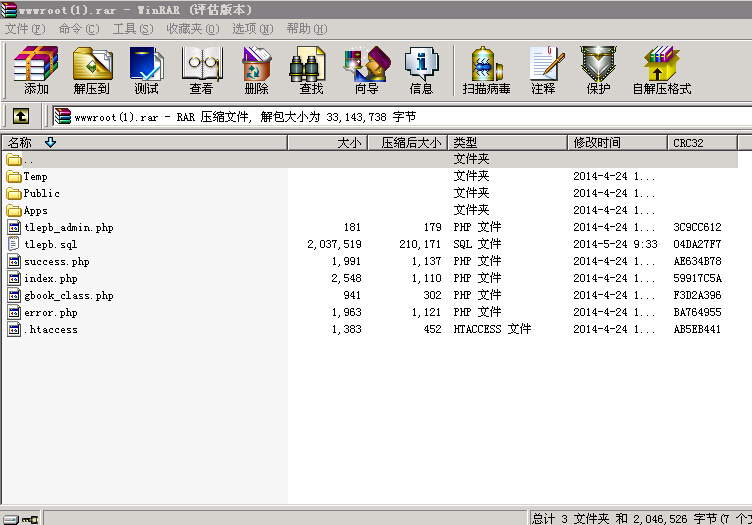 wwwroot(1).rar - WinRAR (评估版本)
文件(F) 命令(C) 工具(S) 收藏夹(O) 选项(N) 帮助(H)
添加 解压到 测试 查看 删除 查找 向导 信息 扫描病毒 注释 保护 自解压格式
wwwroot(1).rar - RAR 压缩文件, 解包大小为 33,143,738 字节
名称 大小 压缩后大小 类型 修改时间 CRC32
.. 文件夹
Temp 文件夹 2014-4-24 1...
Public 文件夹 2014-4-24 1...
Apps 文件夹 2014-4-24 1...
tlepb_admin.php 181 179 PHP 文件 2014-4-24 1... 3C9CC612
tlepb.sql 2,037,519 210,171 SQL 文件 2014-5-24 9:33 04DA27F7
success.php 1,991 1,137 PHP 文件 2014-4-24 1... AE634B78
index.php 2,548 1,110 PHP 文件 2014-4-24 1... 59917C5A
gbook_class.php 941 302 PHP 文件 2014-4-24 1... F3D2A396
error.php 1,963 1,121 PHP 文件 2014-4-24 1... BA764955
.htaccess 1,383 452 HTACCESS 文件 2014-4-24 1... AB5EB441
总计 3 文件夹 和 2,046,526 字节(7 个